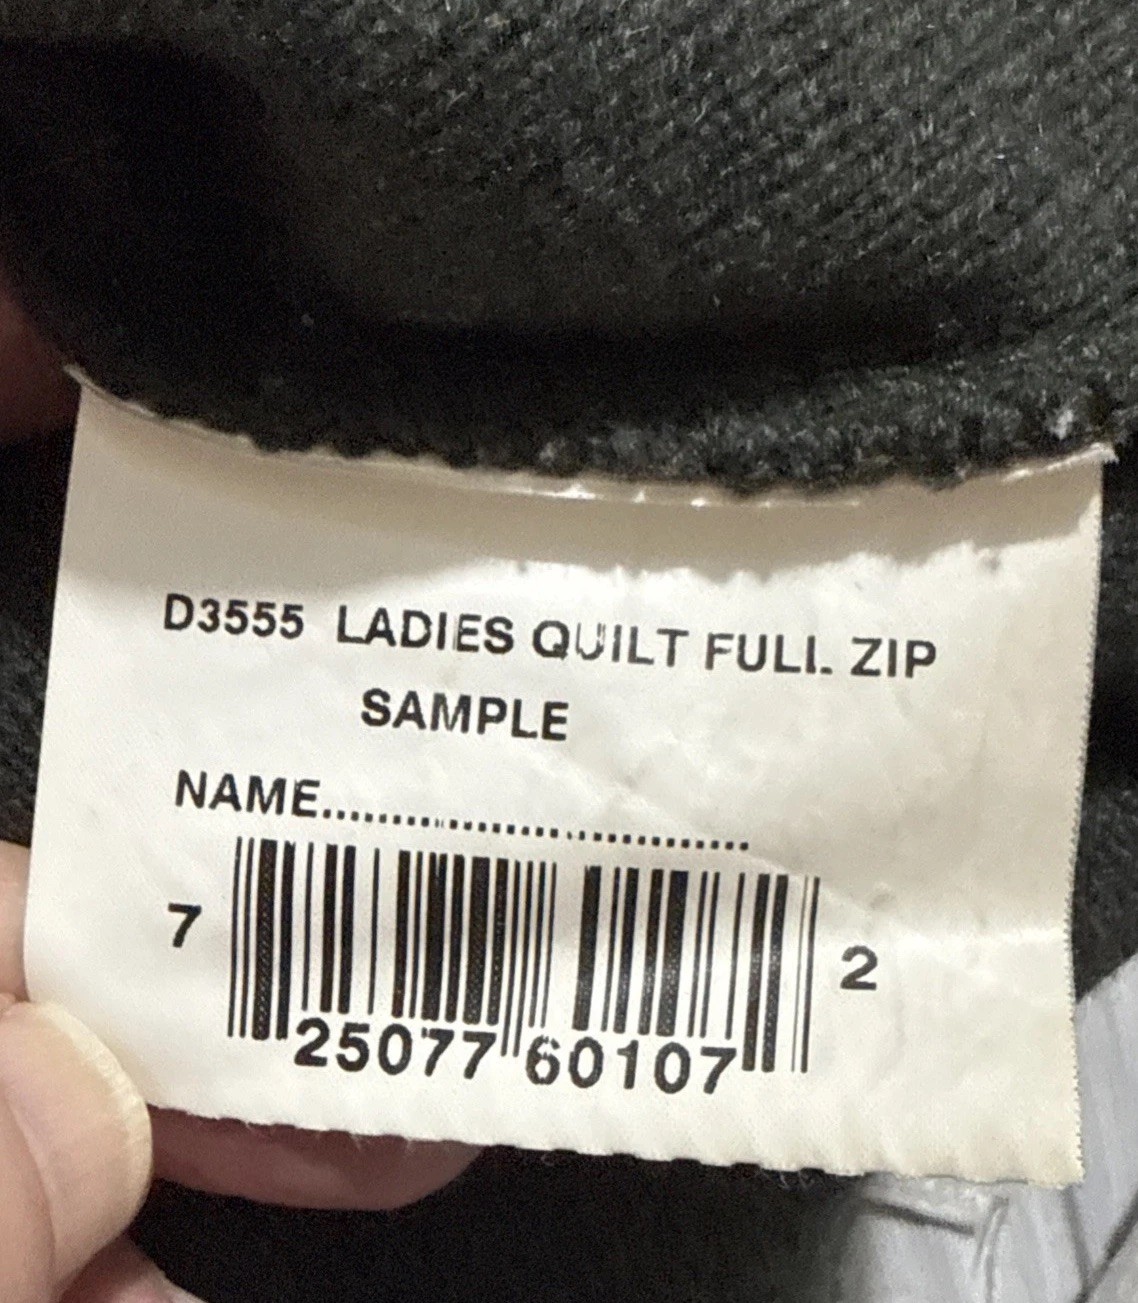 D3555 LADIES QUILT FULL ZIP
SAMPLE
NAME.......................................
7 25077 60107 2